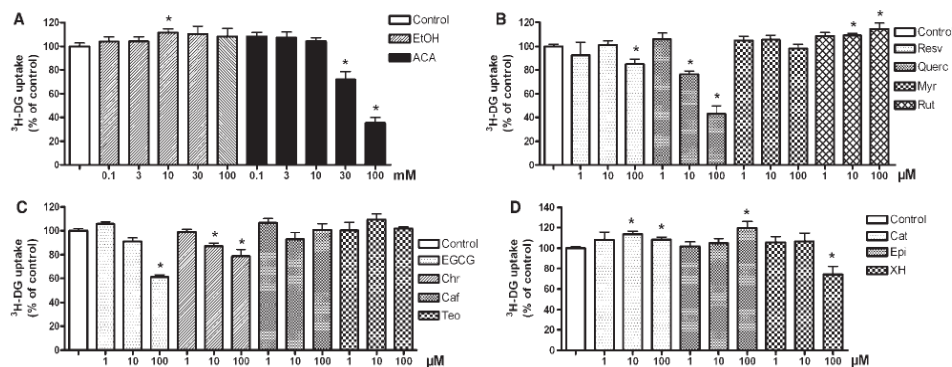 A
³H-DG uptake
(% of control)
120
100
80
60
40
20
0
0.1 3 10 30 100 0.1 3 10 30 100 mM
*
*
*
Control
EtOH
ACA
B
³H-DG uptake
(% of control)
120
100
80
60
40
20
0
1 10 100 1 10 100 1 10 100 1 10 100 µM
*
*
*
*
*
Contro
Resv
Querc
Myr
Rut
C
³H-DG uptake
(% of control)
120
100
80
60
40
20
0
1 10 100 1 10 100 1 10 100 1 10 100 µM
*
*
*
Control
EGCG
Chr
Caf
Teo
D
³H-DG uptake
(% of control)
140
120
100
80
60
40
20
0
1 10 100 1 10 100 1 10 100 µM
*
*
*
*
Control
Cat
Epi
XH